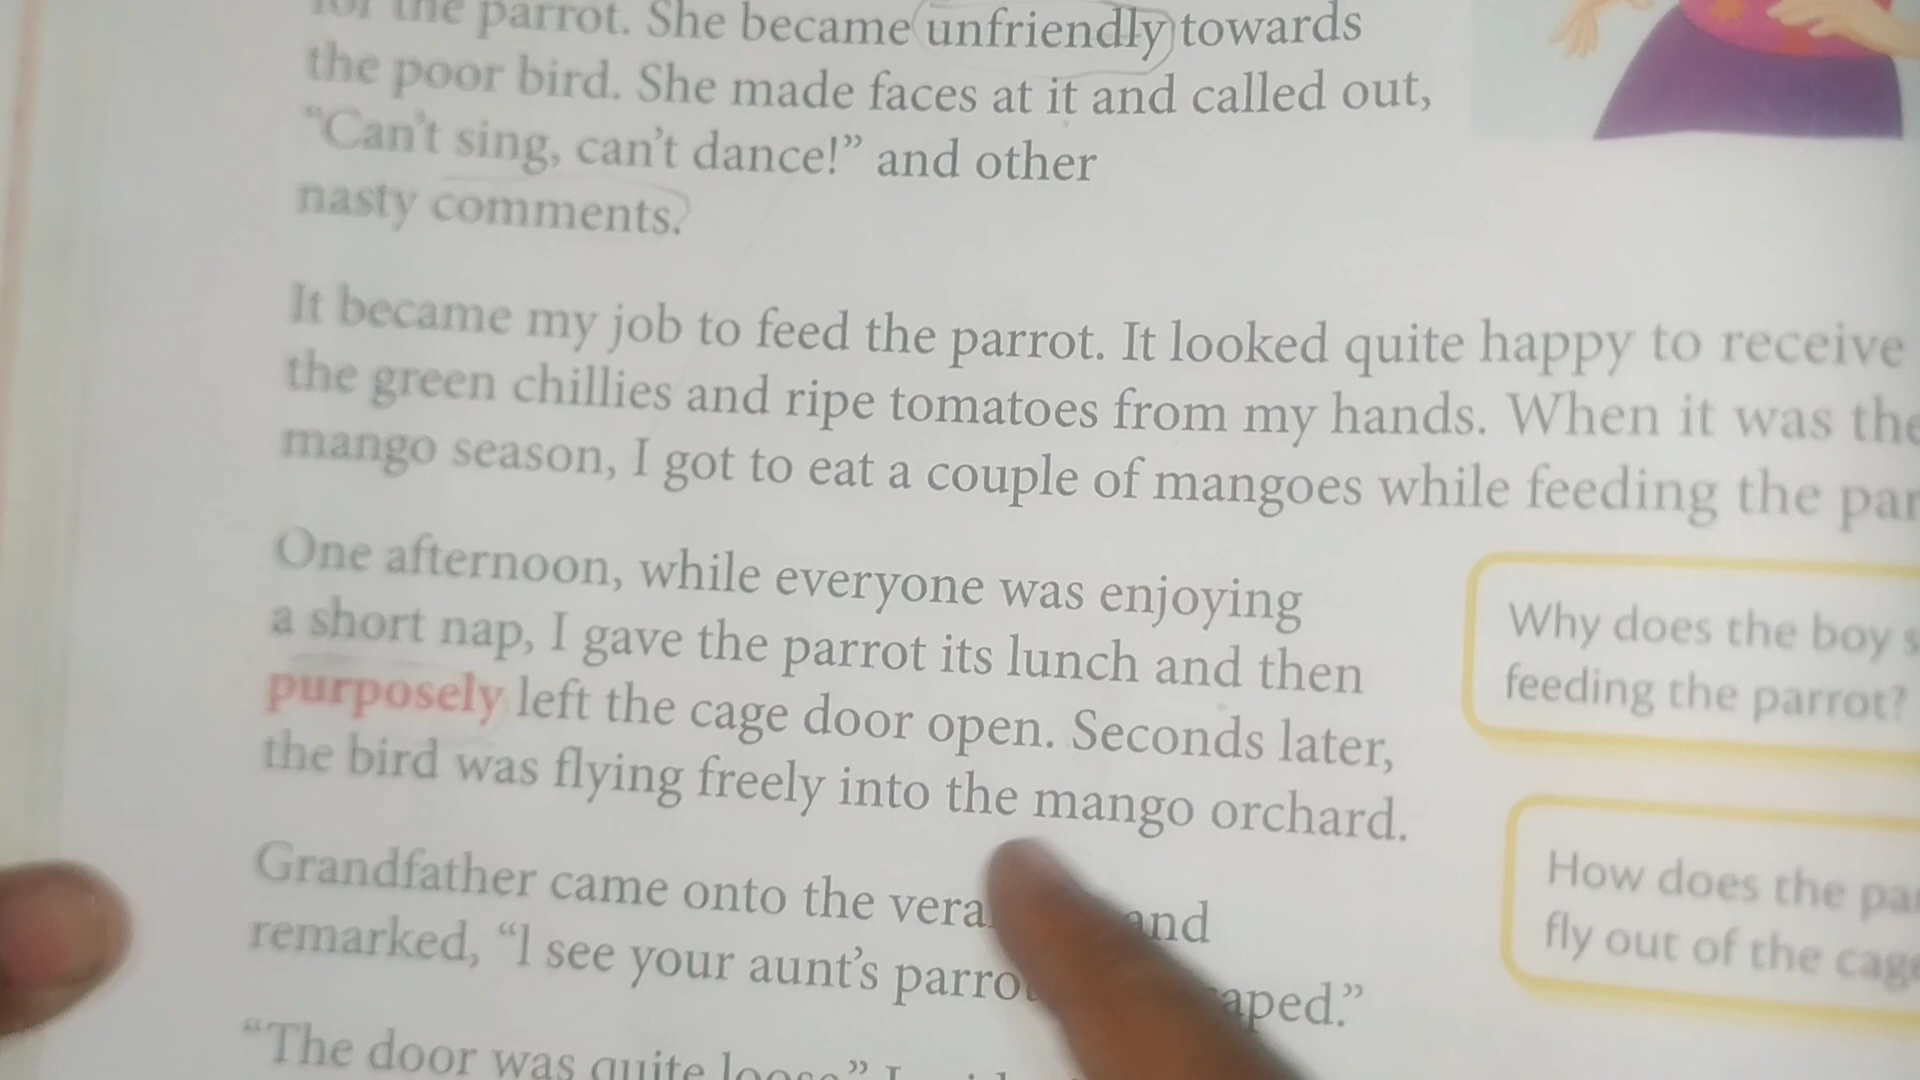 for the parrot. She became unfriendly towards
the poor bird. She made faces at it and called out,
“Can’t sing, can’t dance!” and other
nasty comments.
It became my job to feed the parrot. It looked quite happy to receive
the green chillies and ripe tomatoes from my hands. When it was the
mango season, I got to eat a couple of mangoes while feeding the
One afternoon, while everyone was enjoying
a short nap, I gave the parrot its lunch and then
purposely left the cage door open. Seconds later,
the bird was flying freely into the mango orchard.
Why does the boy
feeding the parrot?
Grandfather came onto the and
remarked, “I see your aunt’s
How does the
fly out of the
“The door was quite